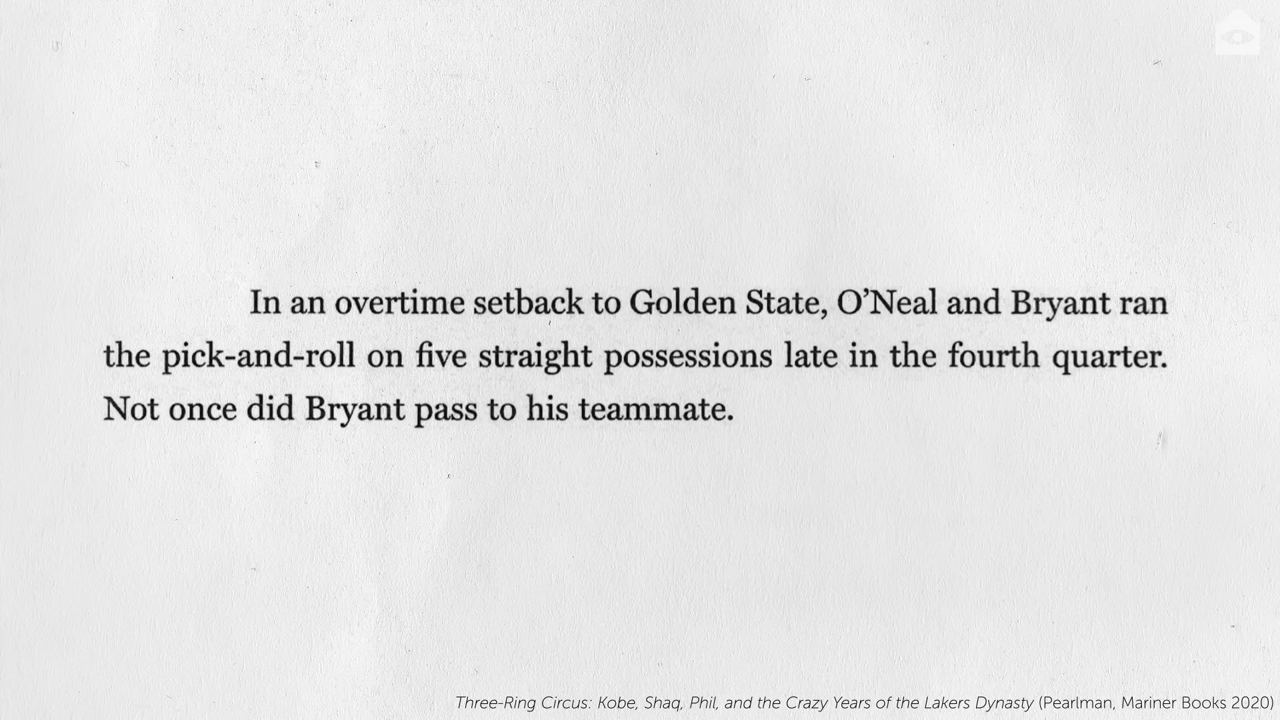 In an overtime setback to Golden State, O’Neal and Bryant ran
the pick-and-roll on five straight possessions late in the fourth quarter.
Not once did Bryant pass to his teammate.
Three-Ring Circus: Kobe, Shaq, Phil, and the Crazy Years of the Lakers Dynasty (Pearlman, Mariner Books 2020)